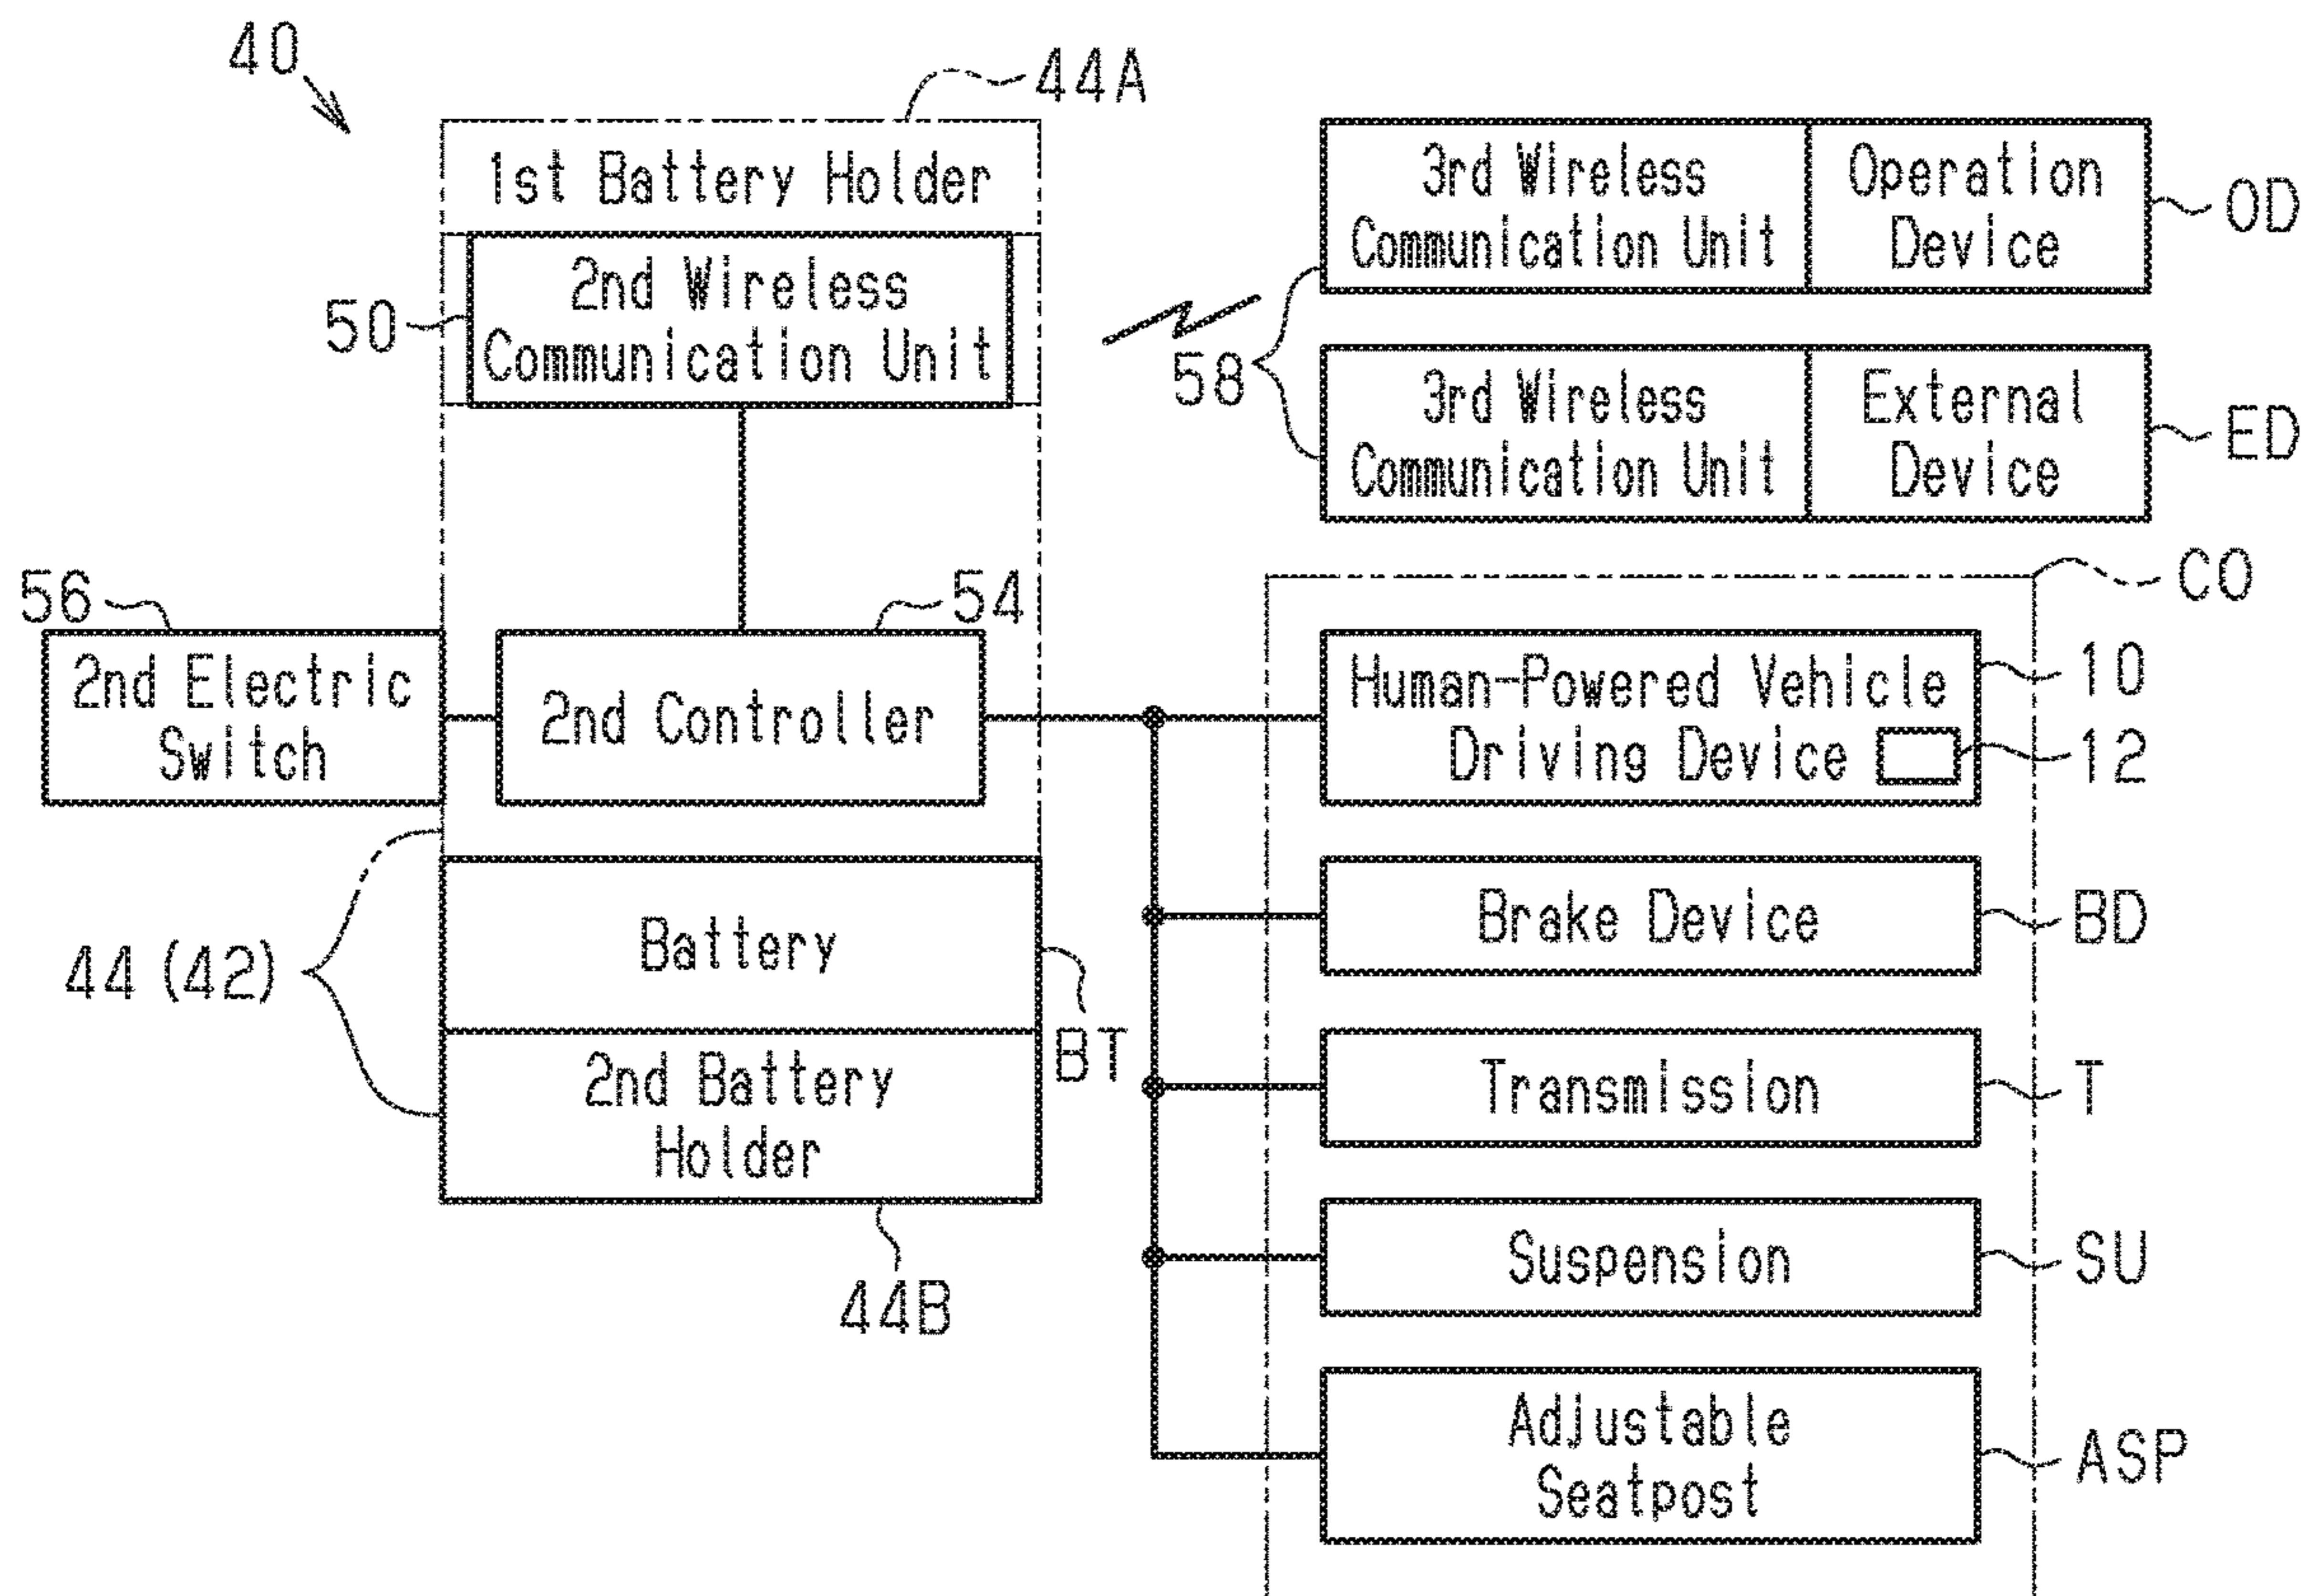 40
44A
1st Battery Holder
50
2nd Wireless
Communication Unit
3rd Wireless
Communication Unit
Operation
Device
OD
58
3rd Wireless
Communication Unit
External
Device
ED
CO
56
2nd Electric
Switch
54
2nd Controller
Human-Powered Vehicle
Driving Device
10
12
44 (42)
Battery
BT
2nd Battery
Holder
44B
Brake Device
BD
Transmission
T
Suspension
SU
Adjustable
Seatpost
ASP